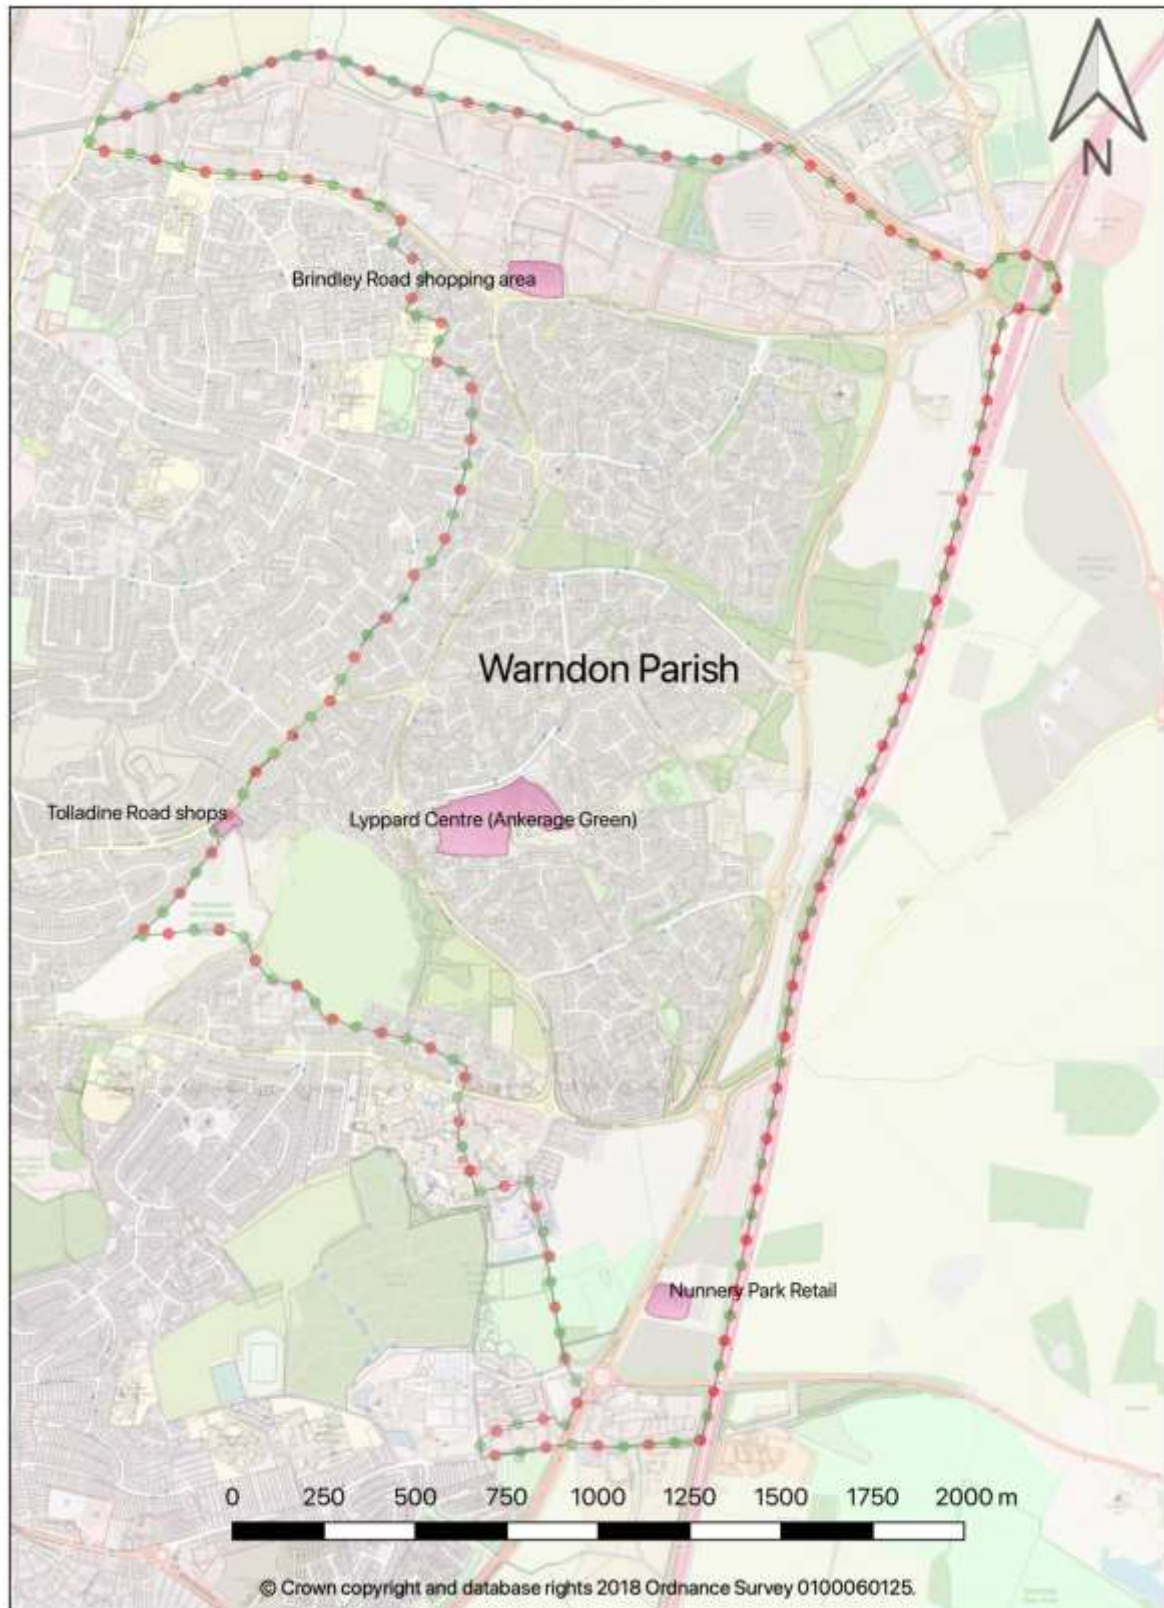 N
Brindley Road shopping area
Warndon Parish
Tolladine Road shops
Lyppard Centre (Ankerage Green)
Nunnery Park Retail
0 250 500 750 1000 1250 1500 1750 2000 m
© Crown copyright and database rights 2018 Ordnance Survey 0100060125.